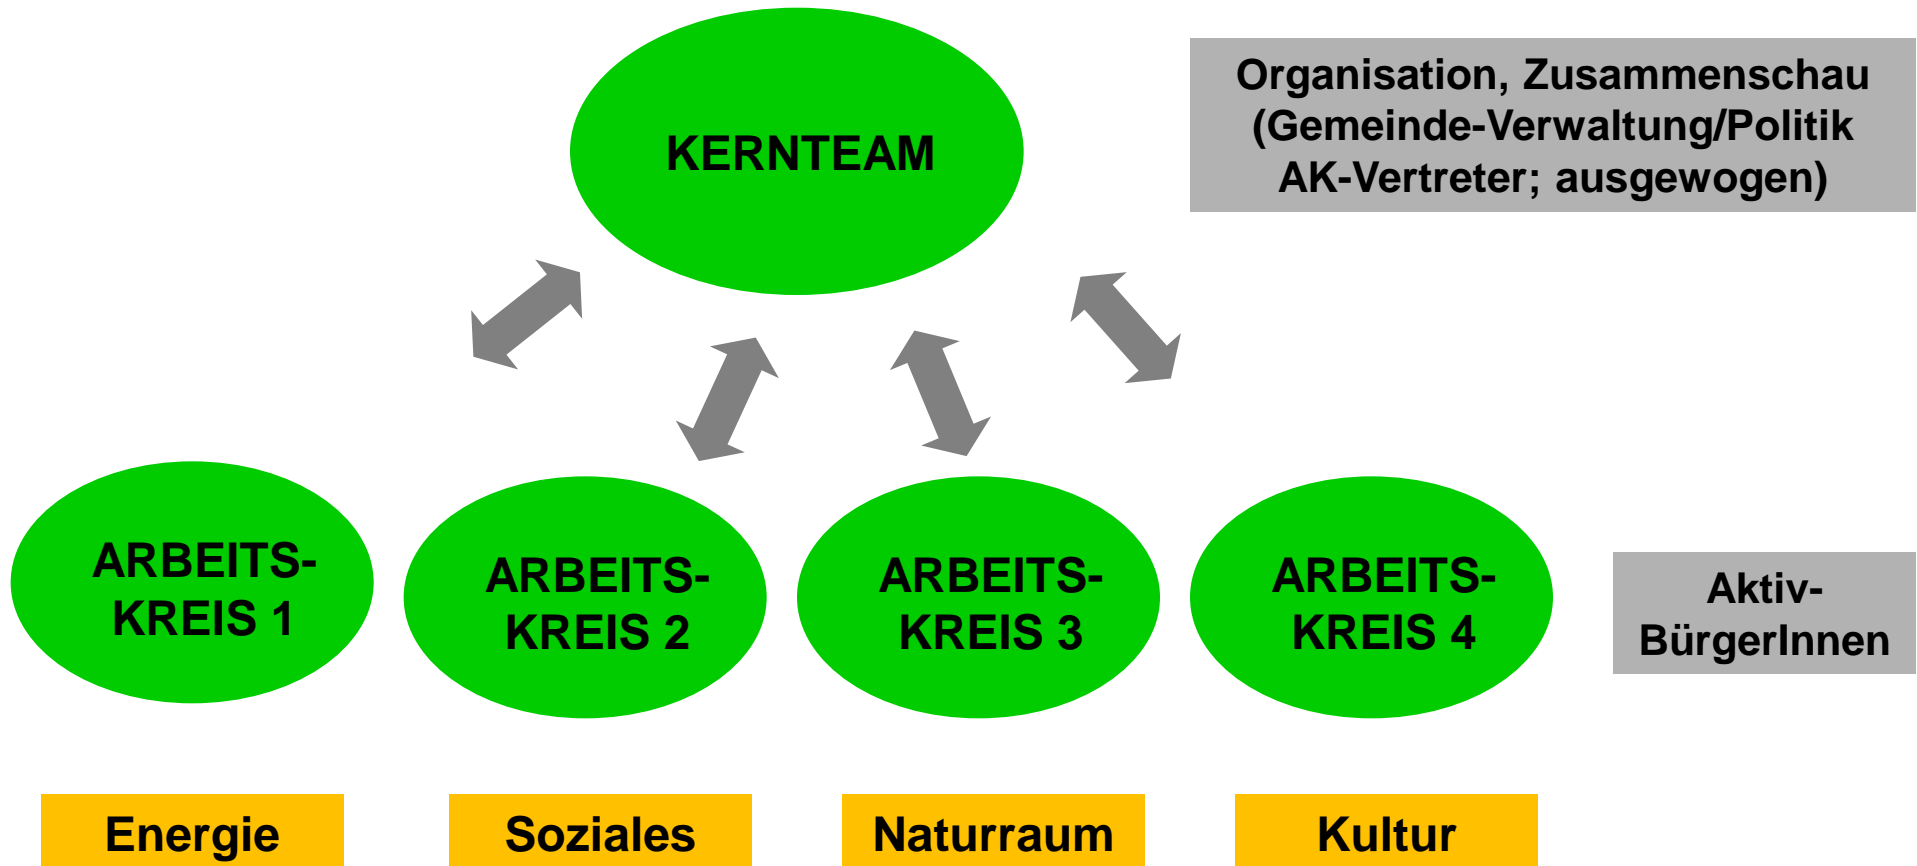 KERNTEAM
Organisation, Zusammenschau
(Gemeinde-Verwaltung/Politik
AK-Vertreter; ausgewogen)
ARBEITS-
KREIS 1
ARBEITS-
KREIS 2
ARBEITS-
KREIS 3
ARBEITS-
KREIS 4
Aktiv-
BürgerInnen
Energie
Soziales
Naturraum
Kultur